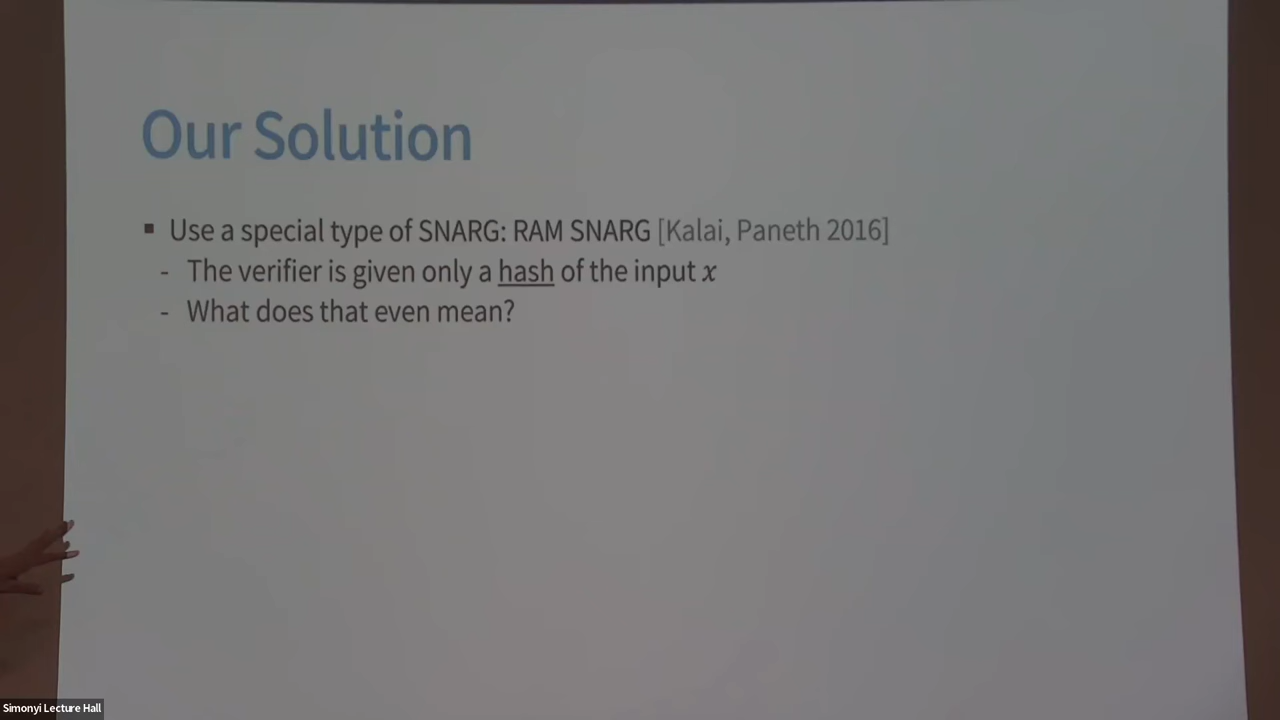 Our Solution
▪ Use a special type of SNARG: RAM SNARG [Kalai, Paneth 2016]
- The verifier is given only a hash of the input x
- What does that even mean?
Simonyi Lecture Hall